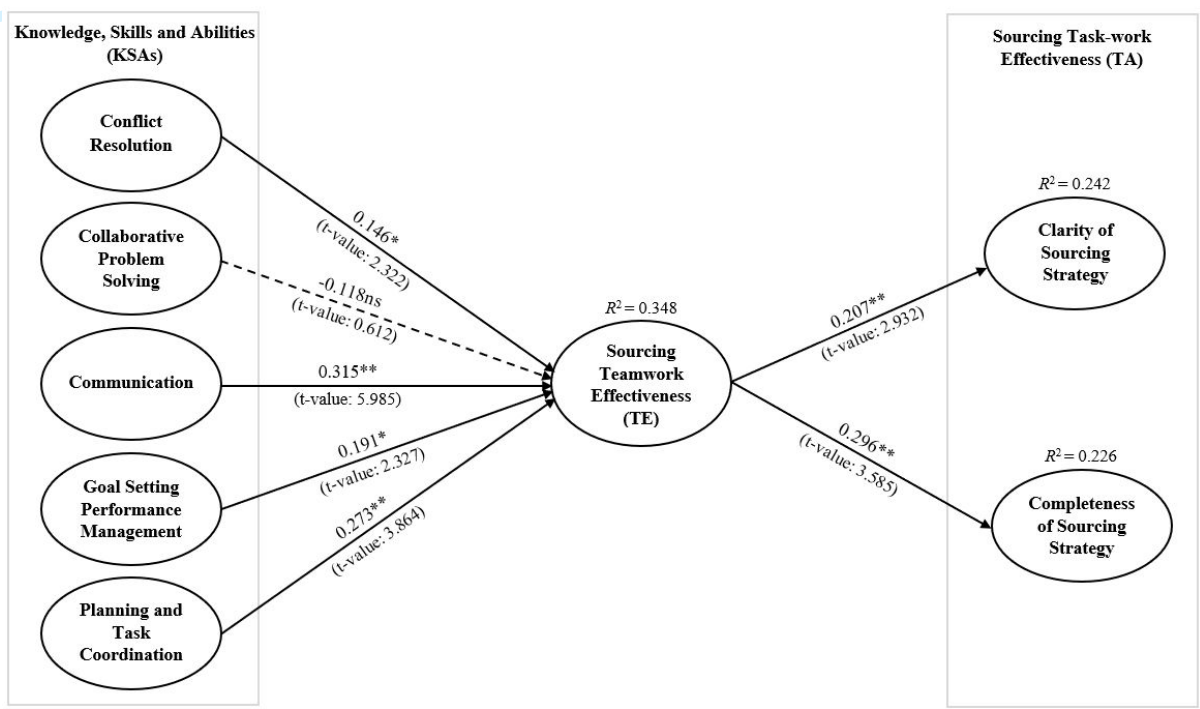 Knowledge, Skills and Abilities
(KSAs)
Conflict
Resolution
Collaborative
Problem
Solving
Communication
Goal Setting
Performance
Management
Planning and
Task
Coordination
0.146*
(t-value: 2.322)
-0.118ns
(t-value: 0.612)
0.315**
(t-value: 5.985)
0.191*
(t-value: 2.327)
0.273**
(t-value: 3.864)
R² = 0.348
Sourcing
Teamwork
Effectiveness
(TE)
0.207**
(t-value: 2.932)
0.296**
(t-value: 3.585)
Sourcing Task-work
Effectiveness (TA)
R² = 0.242
Clarity of
Sourcing
Strategy
R² = 0.226
Completeness
of Sourcing
Strategy